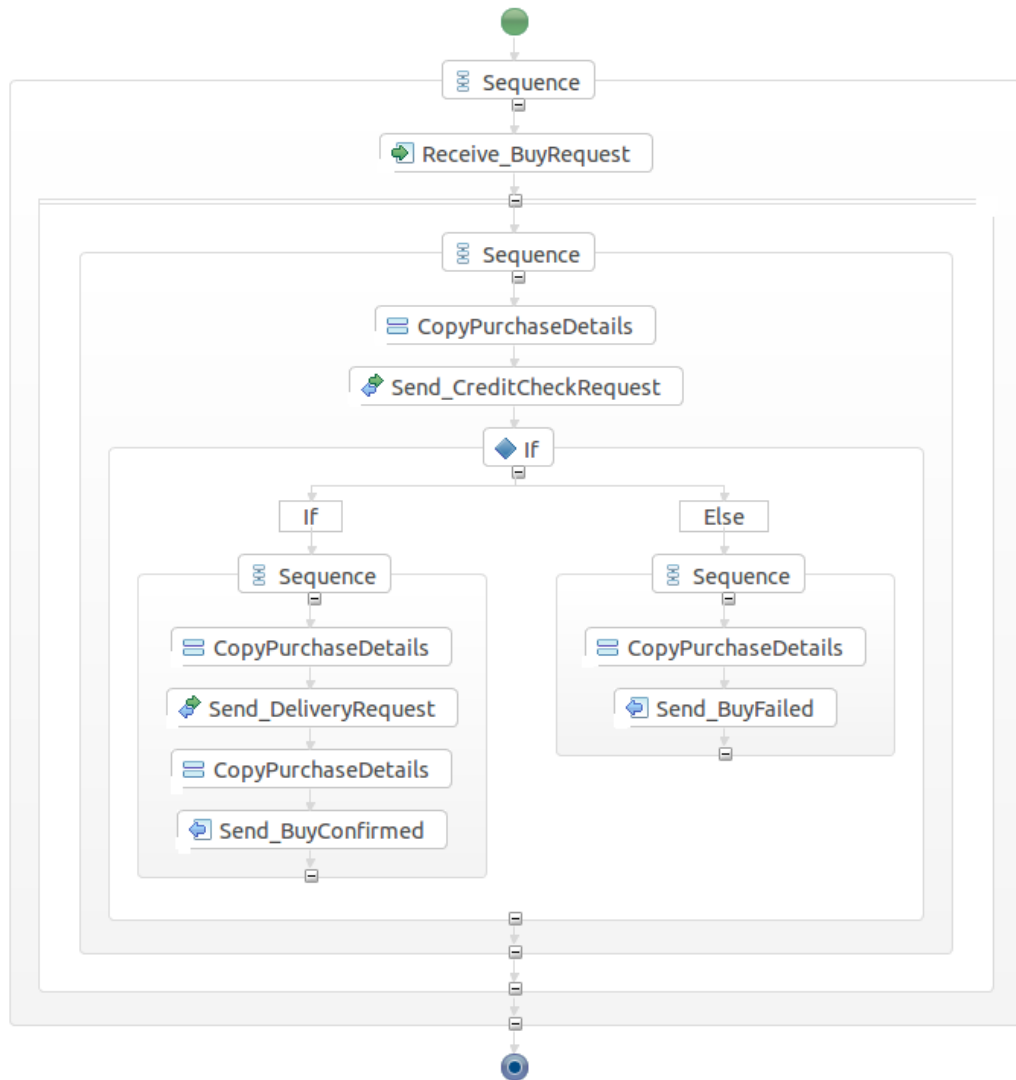 Sequence
Receive_BuyRequest
Sequence
CopyPurchaseDetails
Send_CreditCheckRequest
If
If
Else
Sequence
Sequence
CopyPurchaseDetails
CopyPurchaseDetails
Send_DeliveryRequest
Send_BuyFailed
CopyPurchaseDetails
Send_BuyConfirmed